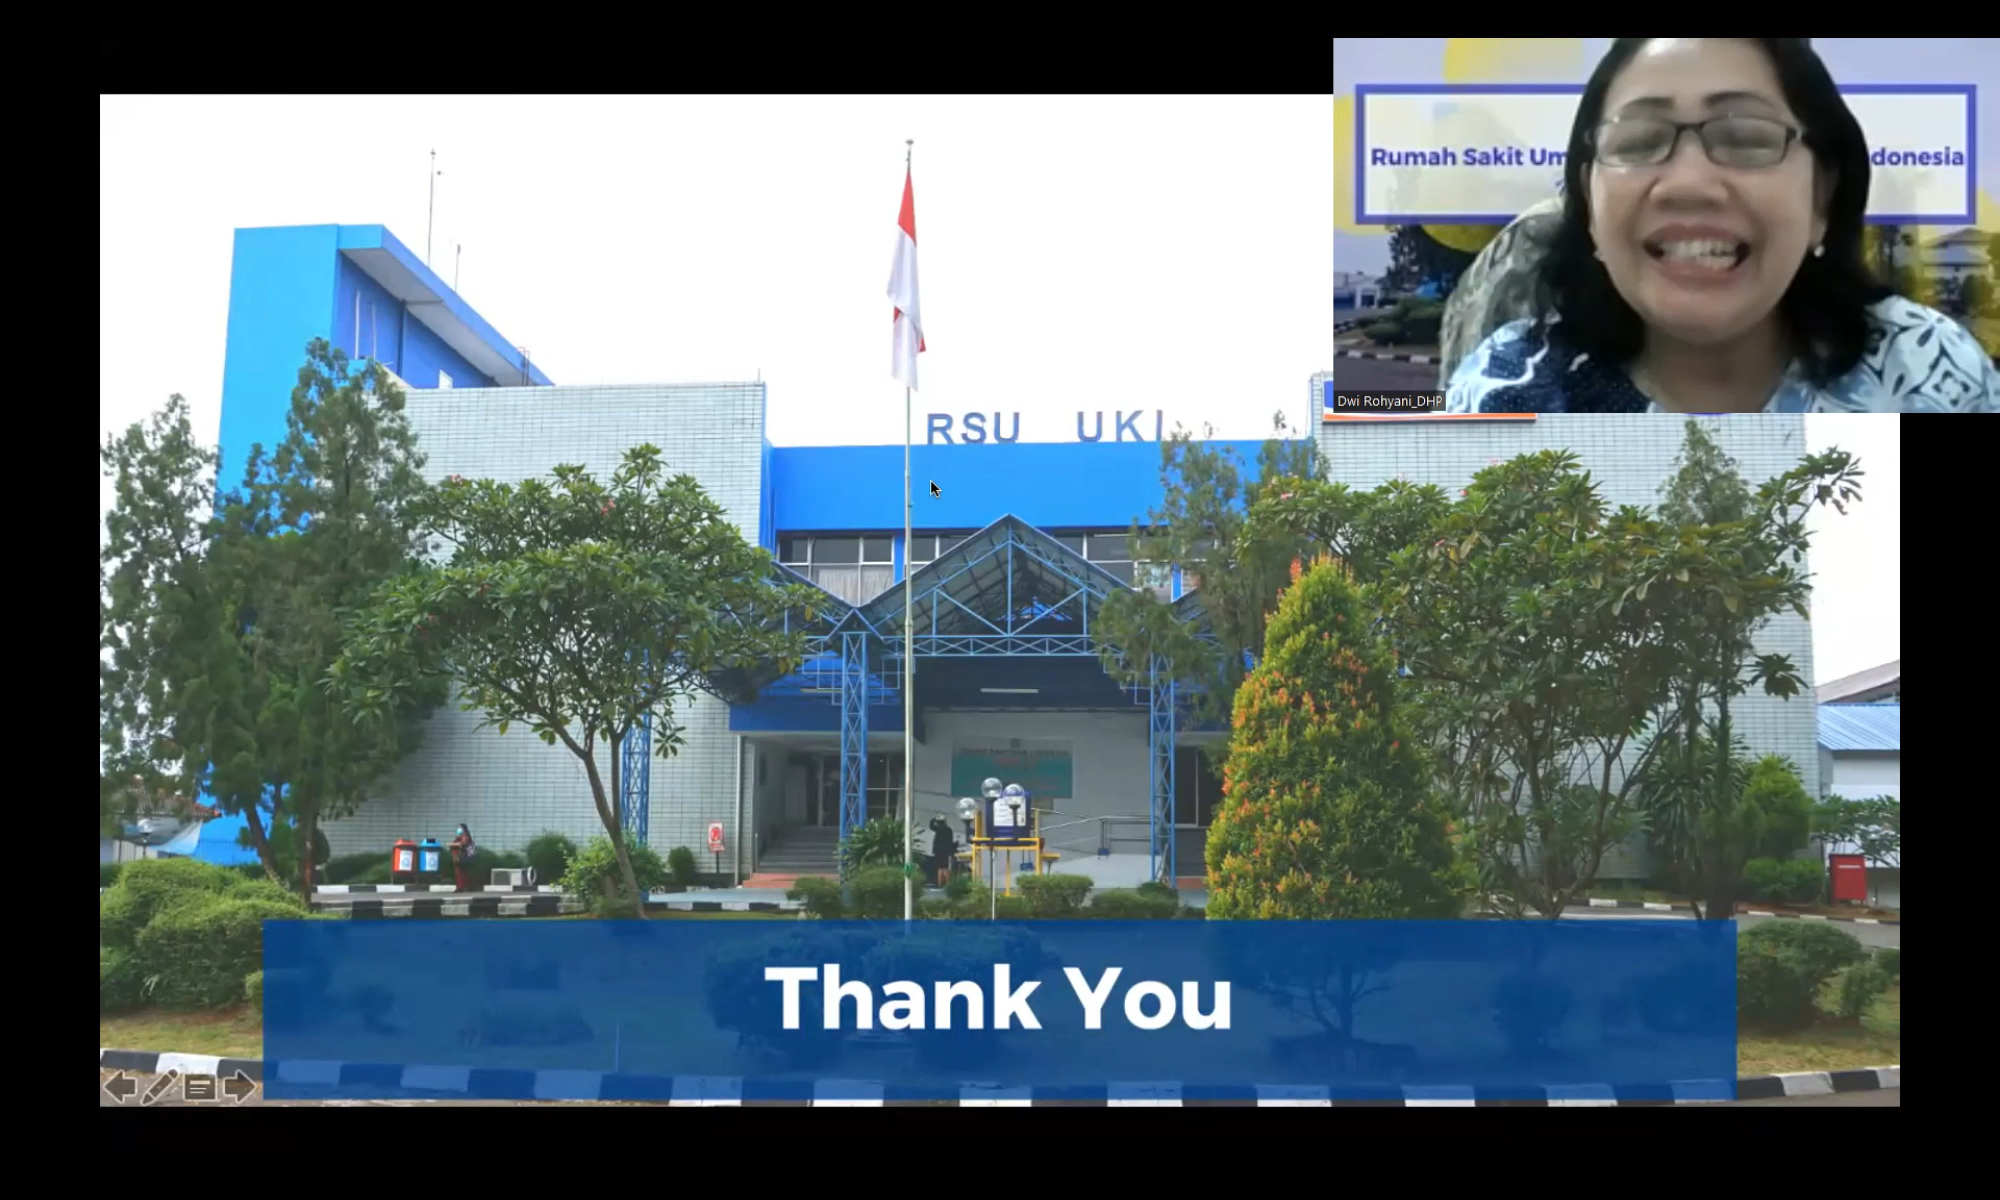 Rumah Sakit Um
donesia
Dwi Rohyani_DHP
RSU UKI
Thank You